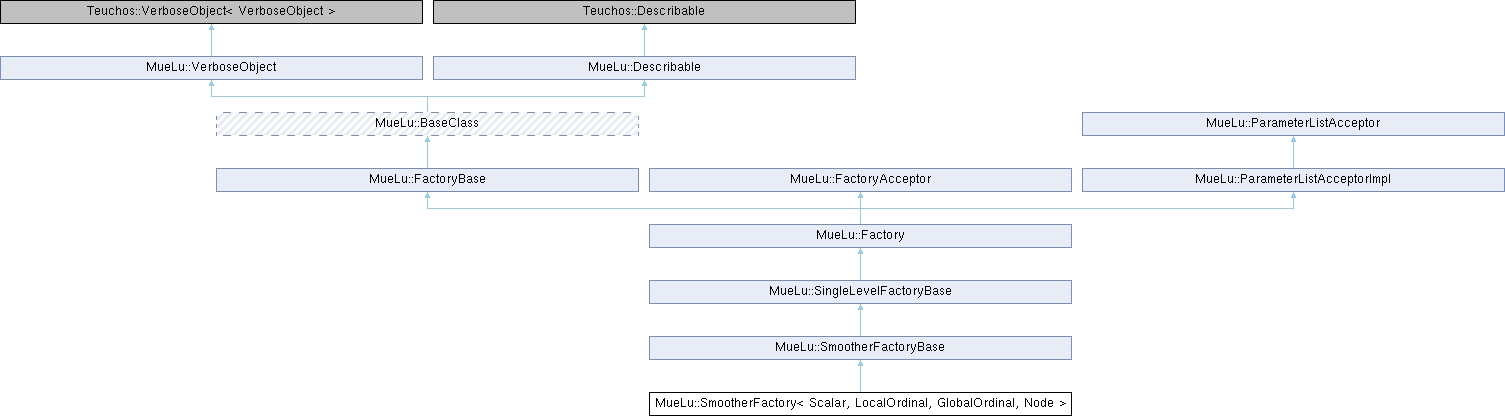 Teuchos::VerboseObject< VerboseObject >
Teuchos::Describable
MueLu::VerboseObject
MueLu::Describable
MueLu::BaseClass
MueLu::ParameterListAcceptor
MueLu::FactoryBase
MueLu::FactoryAcceptor
MueLu::ParameterListAcceptorImpl
MueLu::Factory
MueLu::SingleLevelFactoryBase
MueLu::SmootherFactoryBase
MueLu::SmootherFactory< Scalar, LocalOrdinal, GlobalOrdinal, Node >